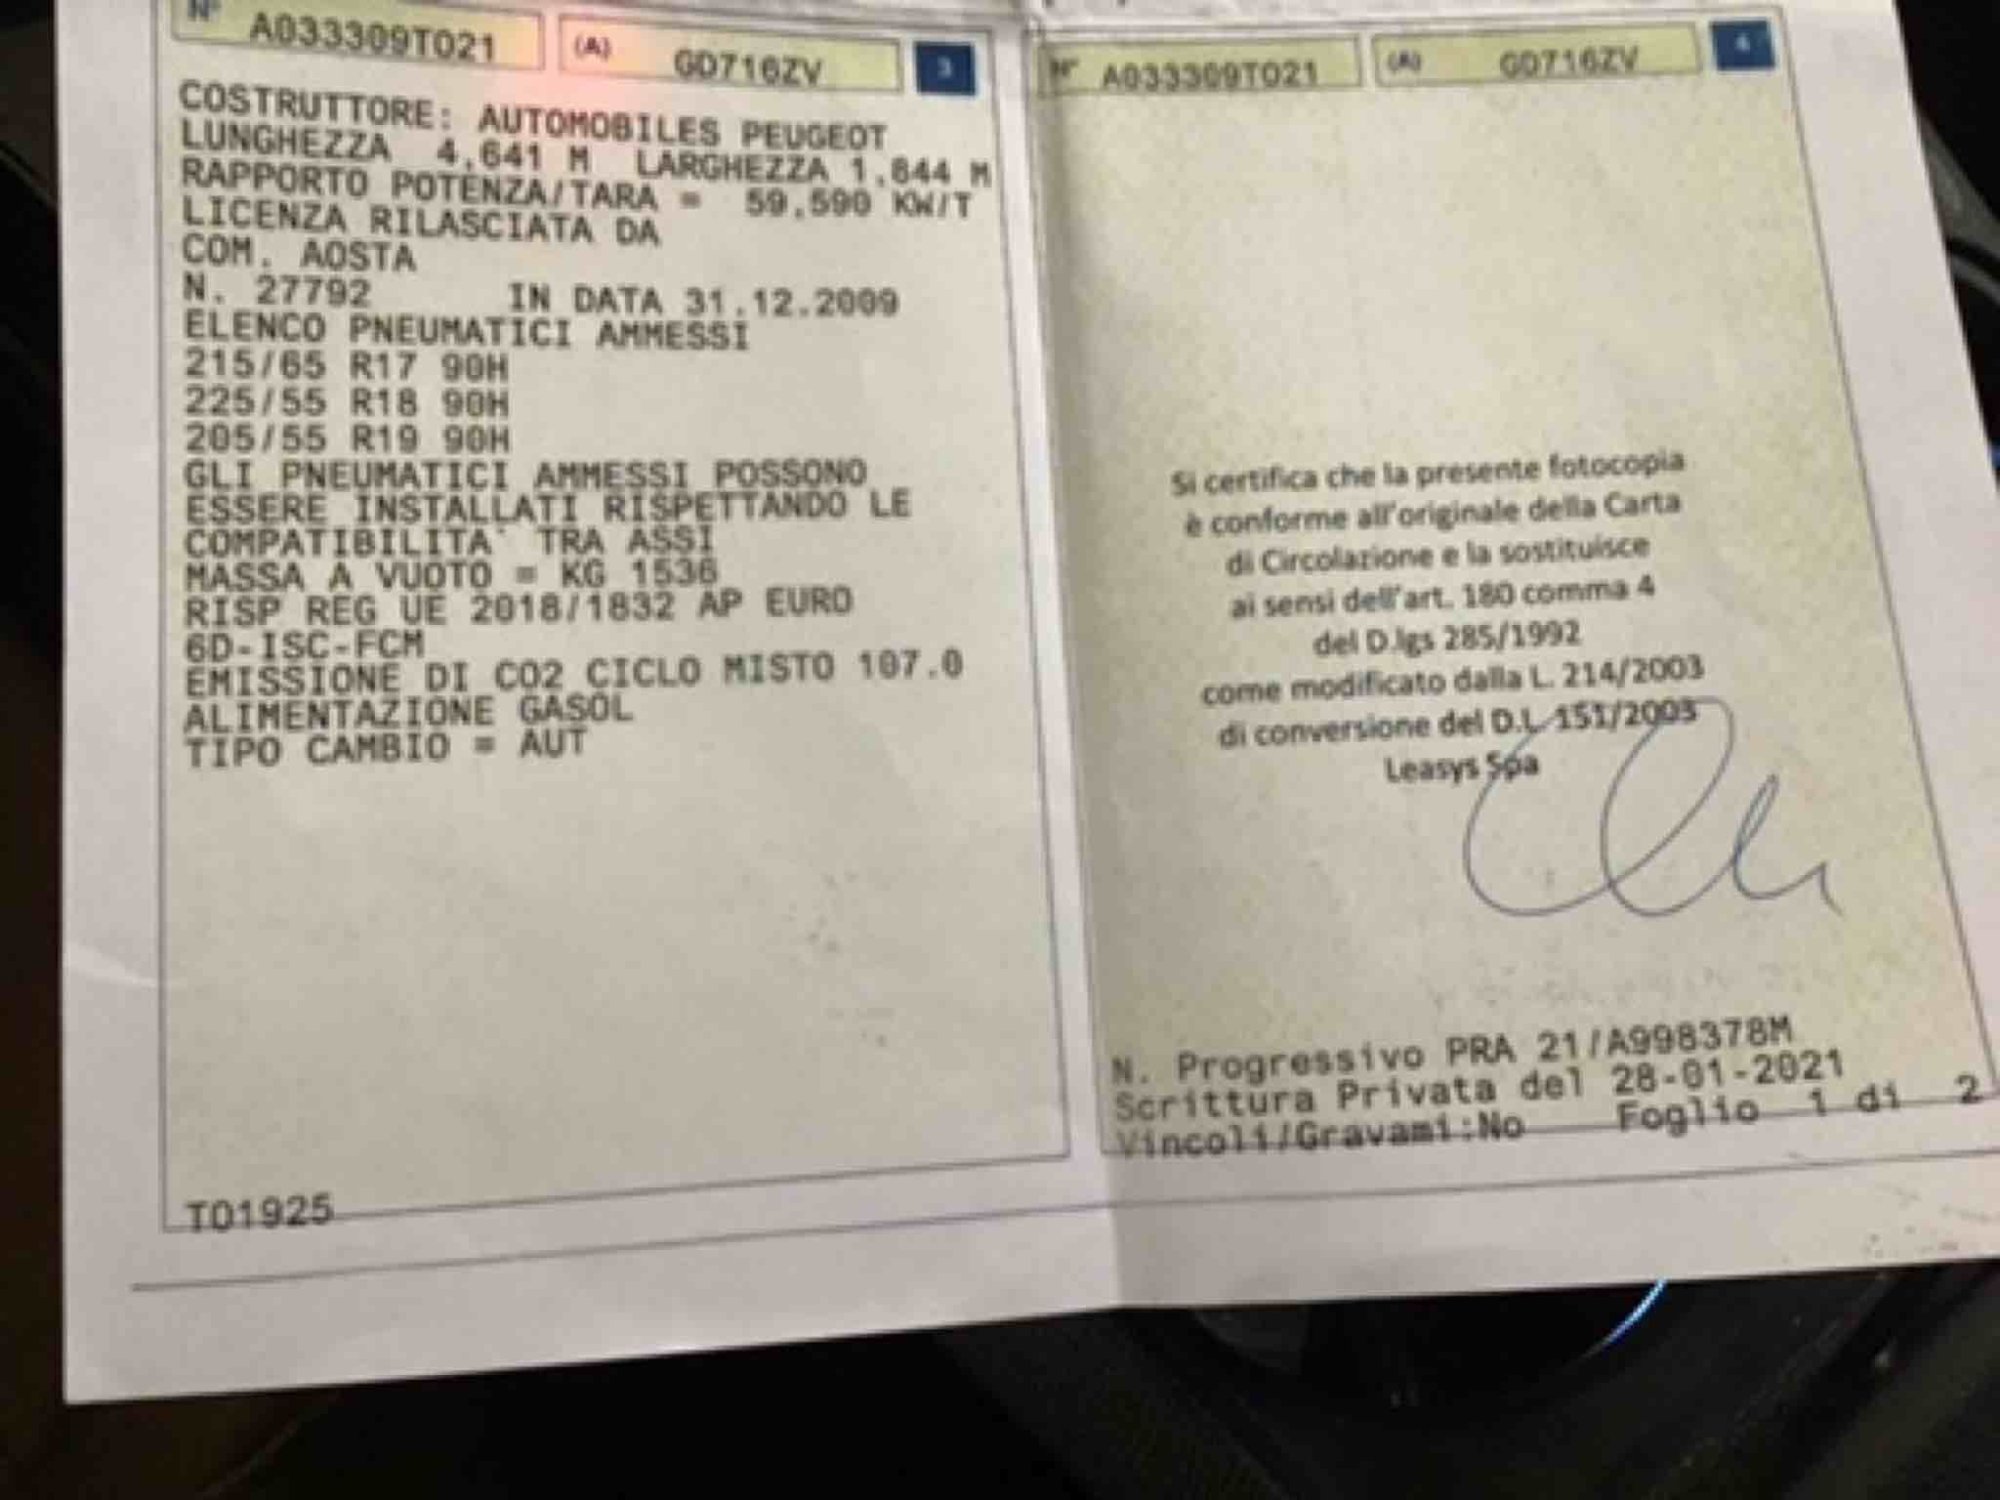 N° A033309TO21 (A) GD716ZV 3
COSTRUTTORE: AUTOMOBILES PEUGEOT
LUNGHEZZA 4,641 M LARGHEZZA 1,844 M
RAPPORTO POTENZA/TARA = 59,590 KW/T
LICENZA RILASCIATA DA
COM. AOSTA
N. 27792 IN DATA 31.12.2009
ELENCO PNEUMATICI AMMESSI
215/65 R17 90H
225/55 R18 90H
205/55 R19 90H
GLI PNEUMATICI AMMESSI POSSONO
ESSERE INSTALLATI RISPETTANDO LE
COMPATIBILITA` TRA ASSI
MASSA A VUOTO = KG 1536
RISP REG UE 2018/1832 AP EURO
6D-ISC-FCM
EMISSIONE DI CO2 CICLO MISTO 107.0
ALIMENTAZIONE GASOL
TIPO CAMBIO = AUT
TO1925
N° A033309TO21 (A) GD716ZV 4
Si certifica che la presente fotocopia
è conforme all'originale della Carta
di Circolazione e la sostituisce
ai sensi dell'art. 180 comma 4
del D.lgs 285/1992
come modificato dalla L. 214/2003
di conversione del D.L 151/2003
Leasys Spa
N. Progressivo PRA 21/A998378M
Scrittura Privata del 28-01-2021
Vincoli/Gravami:No Foglio 1 di 2